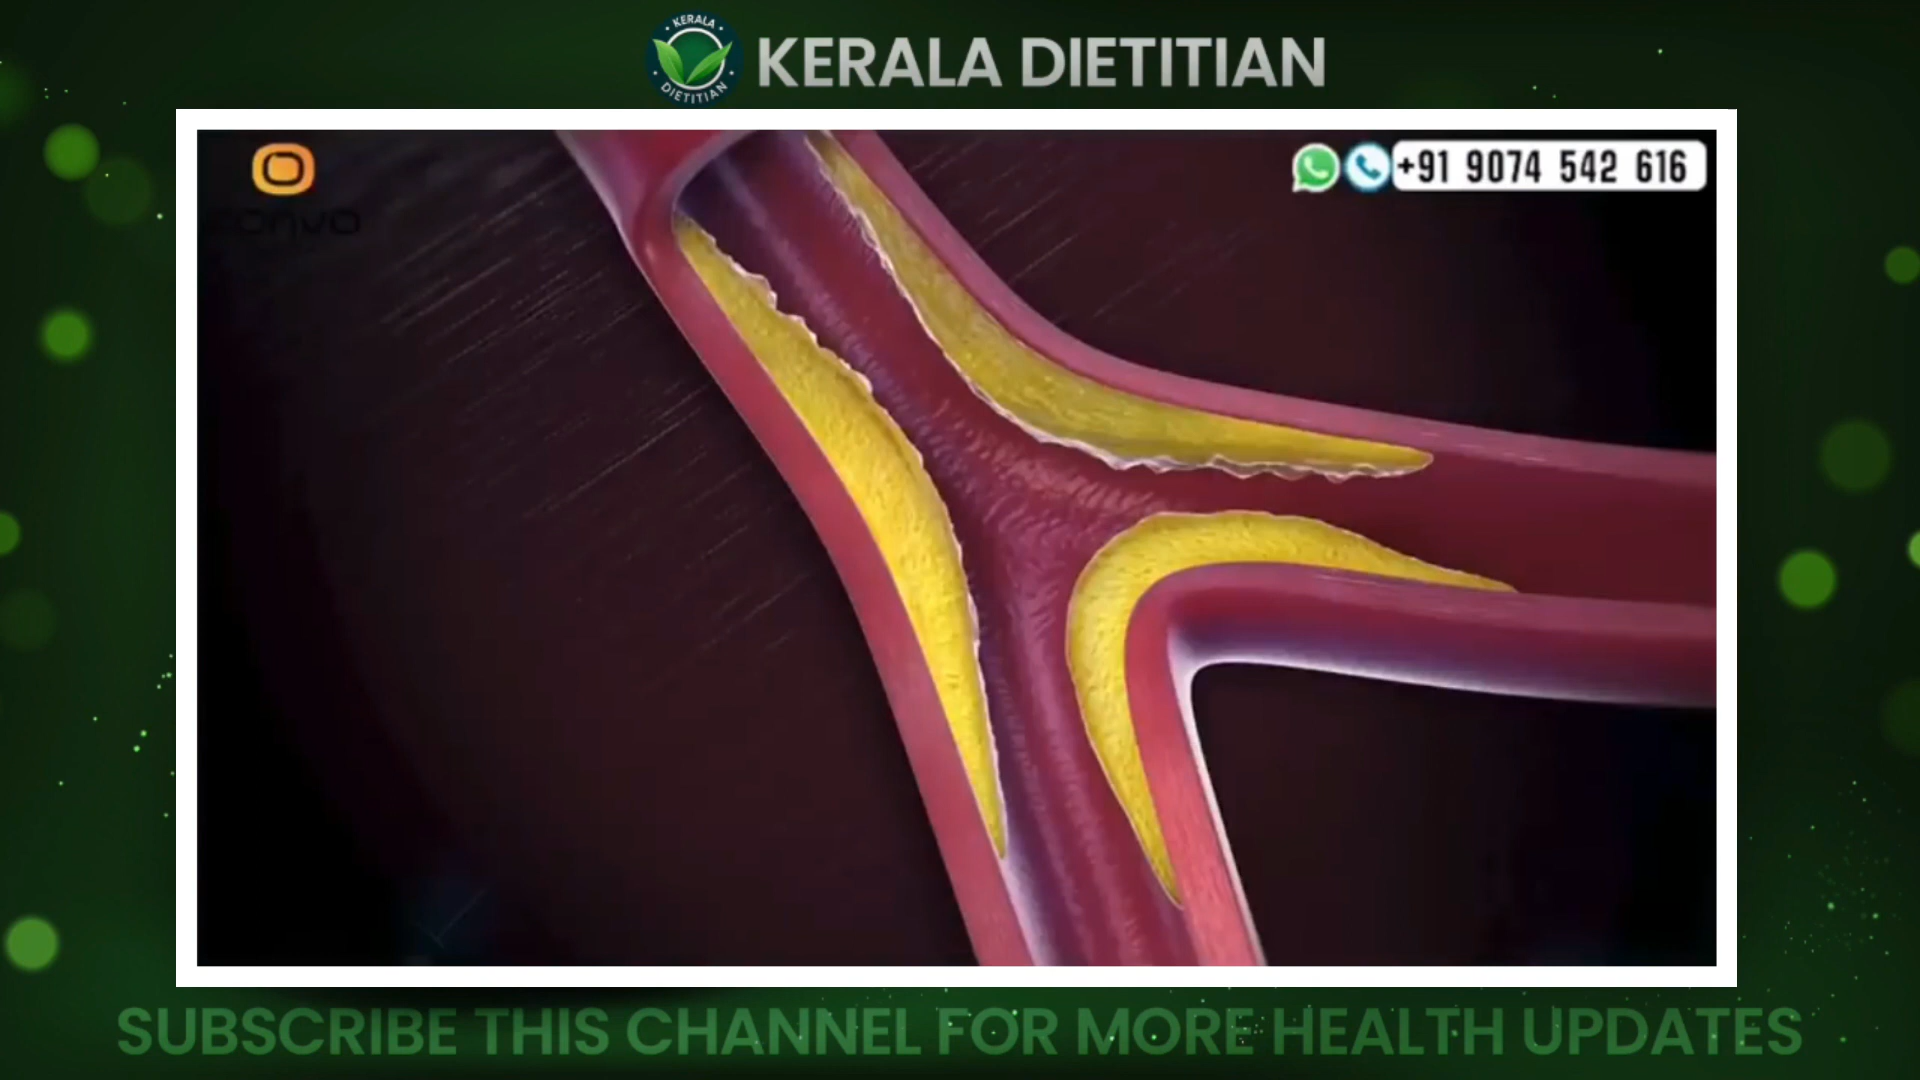 KERALA
DIETITIAN
KERALA DIETITIAN
+91 9074 542 616
SUBSCRIBE THIS CHANNEL FOR MORE HEALTH UPDATES